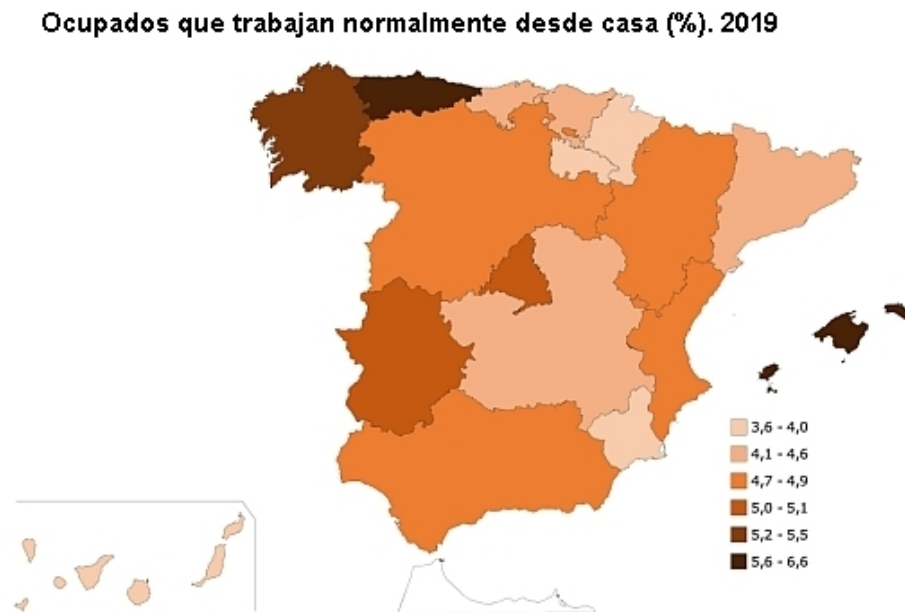 Ocupados que trabajan normalmente desde casa (%). 2019
3,6 - 4,0
4,1 - 4,6
4,7 - 4,9
5,0 - 5,1
5,2 - 5,5
5,6 - 6,6